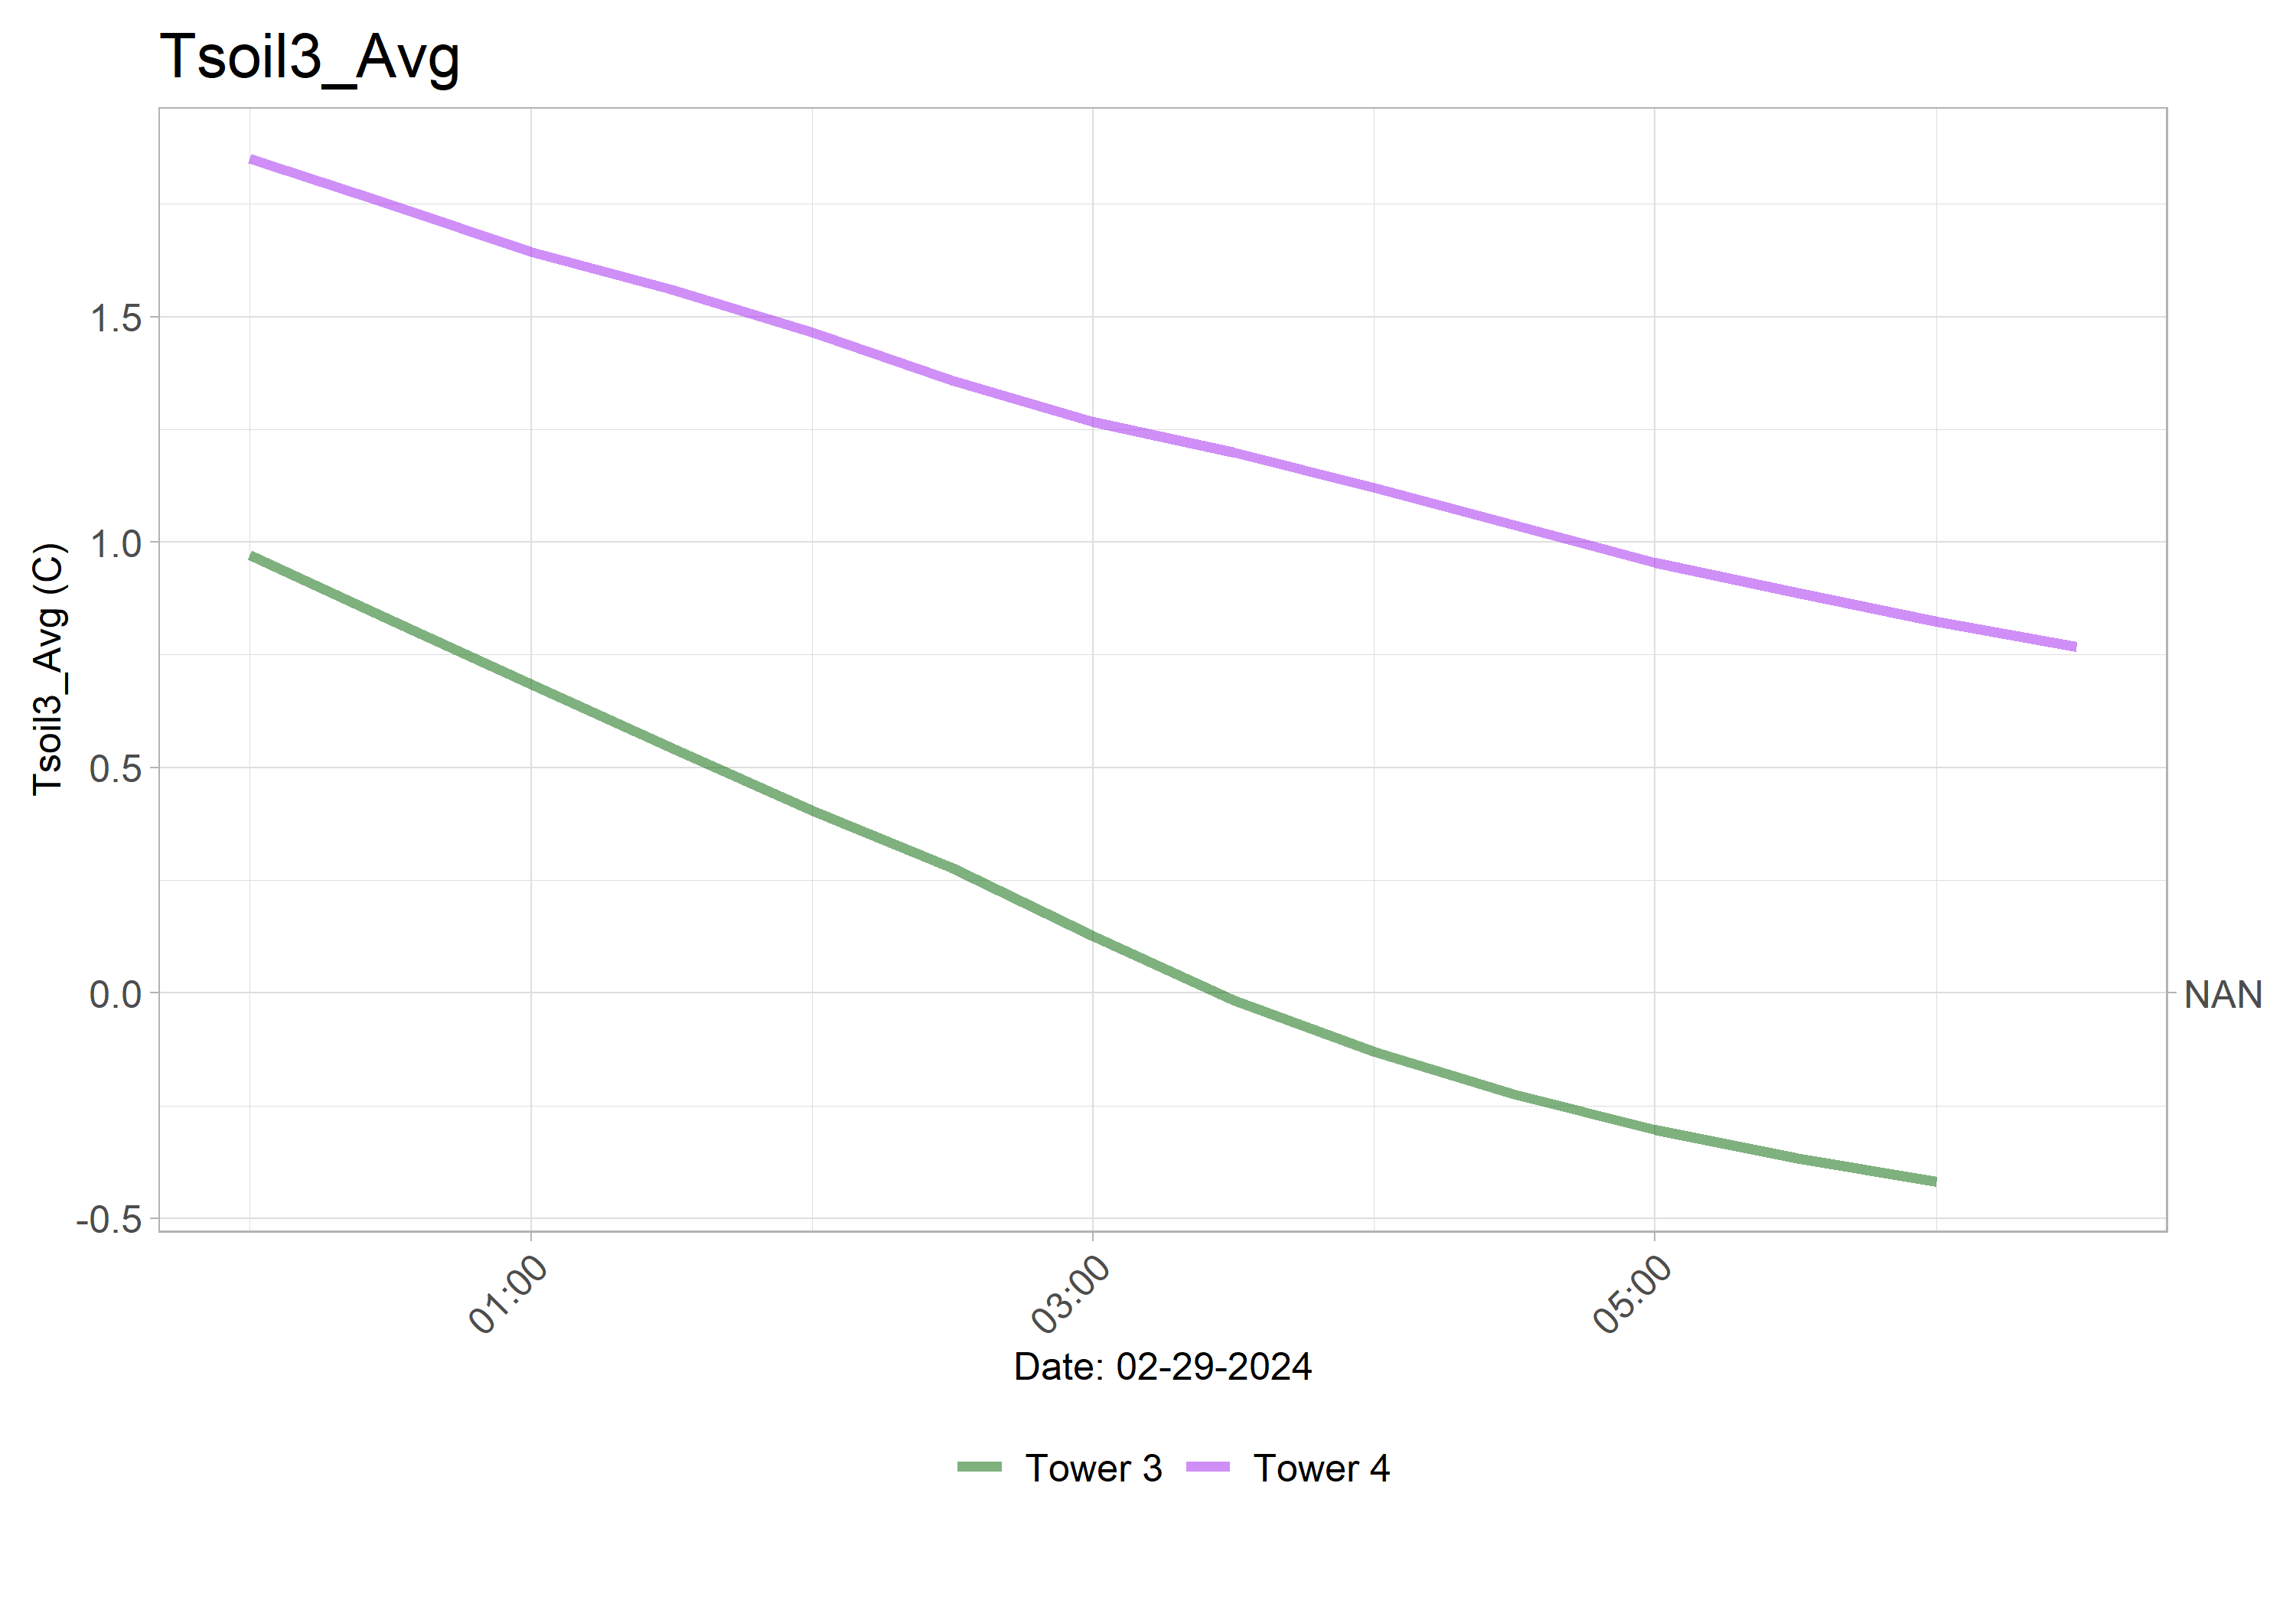 Tsoil3_Avg
Tsoil3_Avg (C)
1.5
1.0
0.5
0.0
-0.5
NAN
01:00
03:00
05:00
Date: 02-29-2024
Tower 3
Tower 4